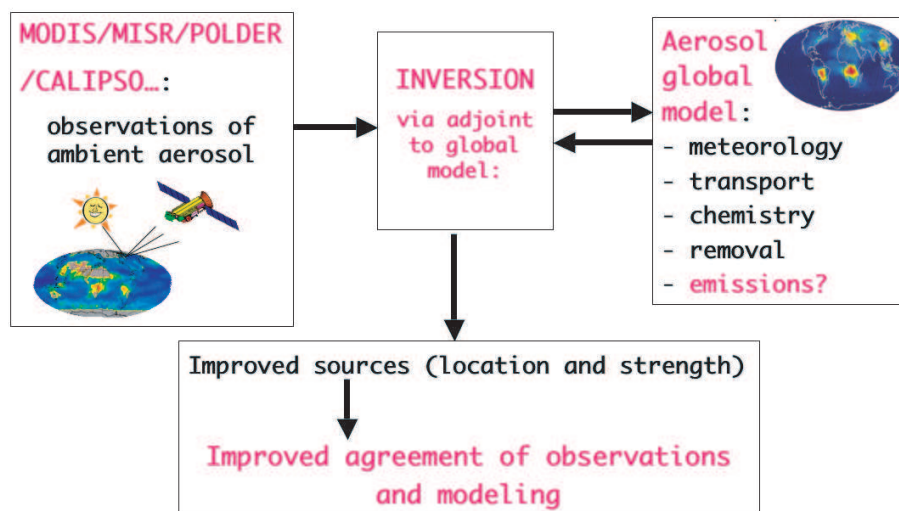 MODIS/MISR/POLDER
/CALIPSO…:
observations of
ambient aerosol
INVERSION
via adjoint
to global
model:
Aerosol
global
model:
- meteorology
- transport
- chemistry
- removal
- emissions?
Improved sources (location and strength)
Improved agreement of observations
and modeling